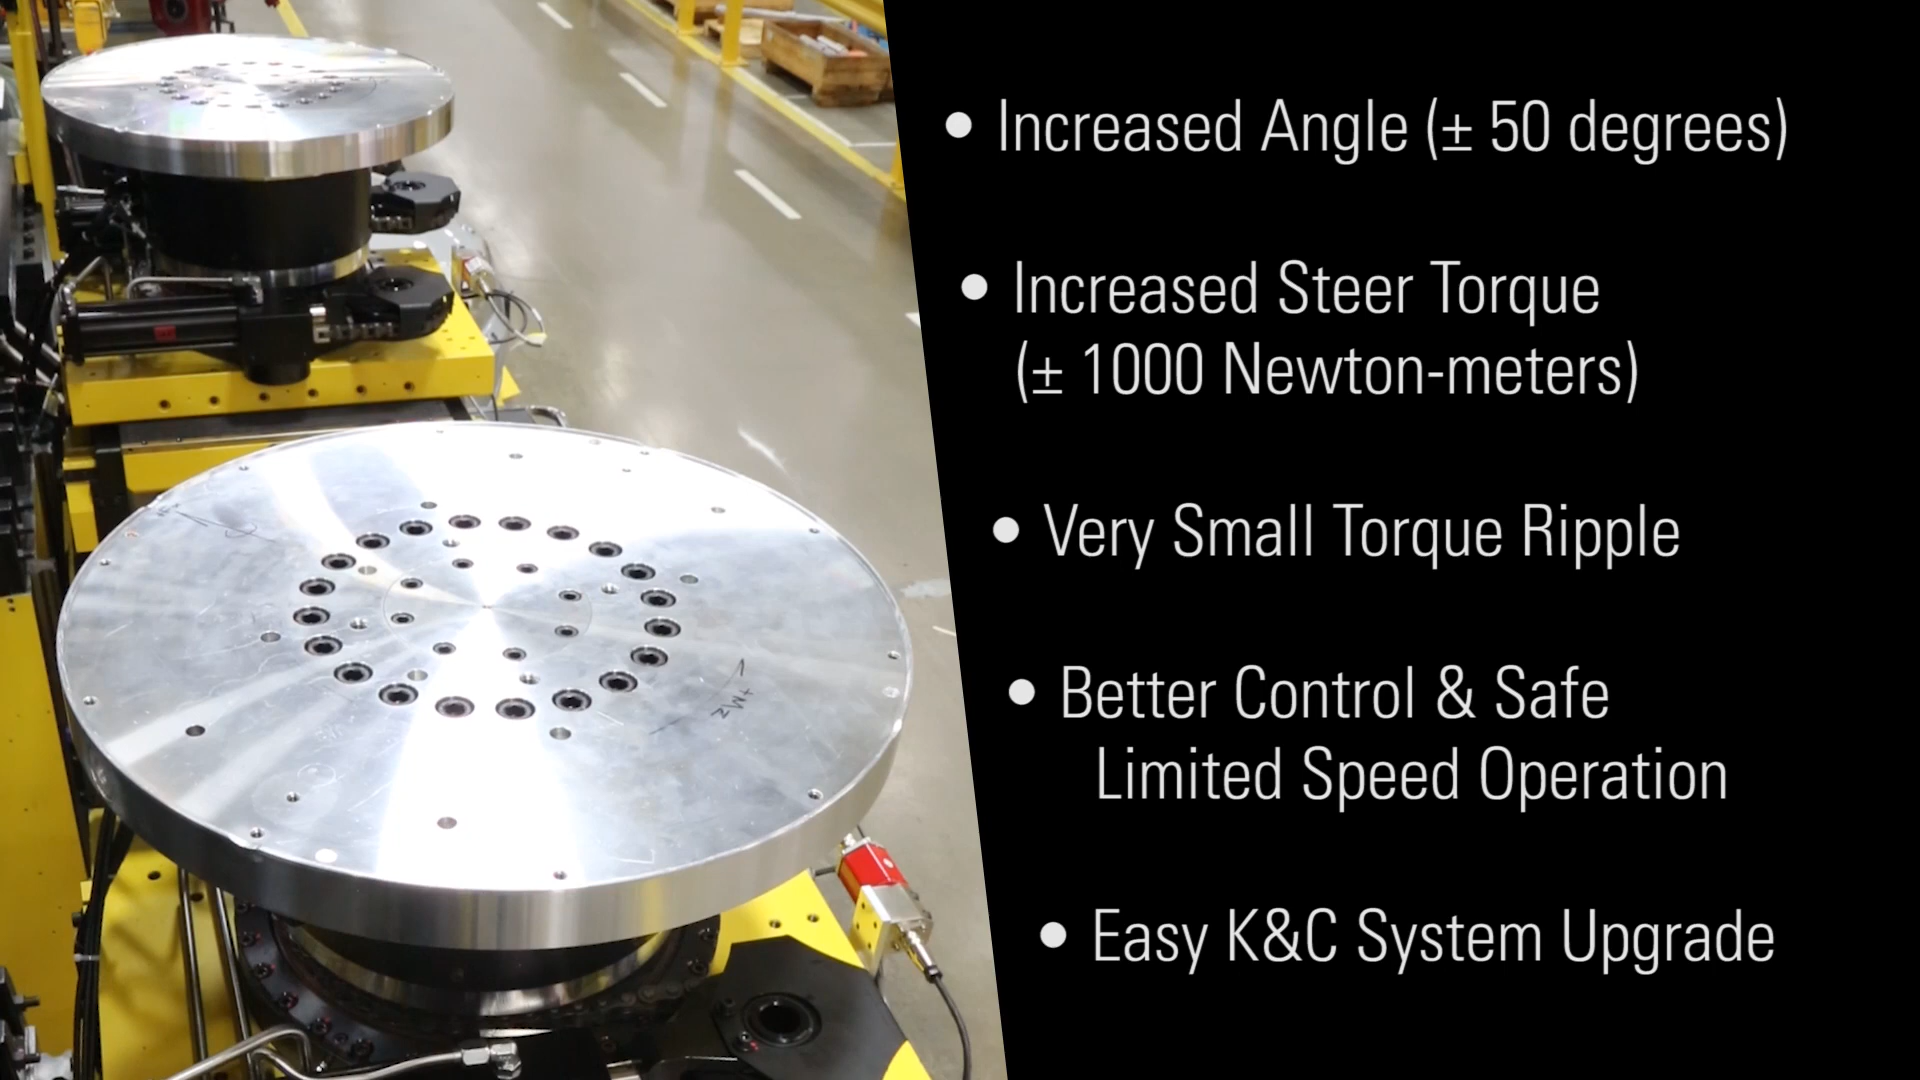 • Increased Angle (± 50 degrees)
• Increased Steer Torque
(± 1000 Newton-meters)
• Very Small Torque Ripple
• Better Control & Safe
Limited Speed Operation
• Easy K&C System Upgrade
+Mz